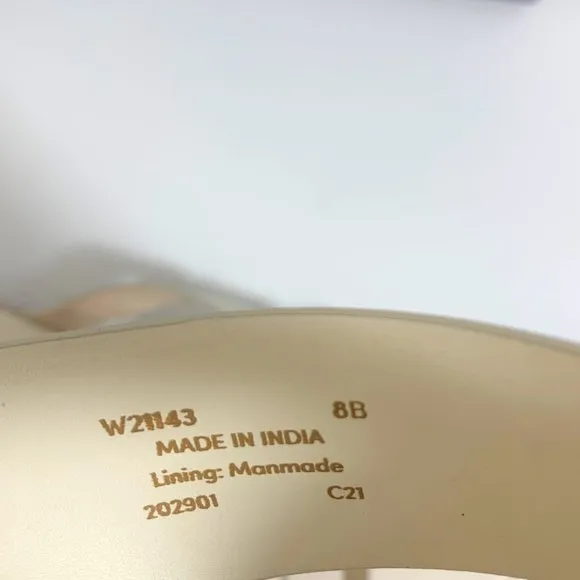 W21143 8B
MADE IN INDIA
Lining: Manmade
202901 C21